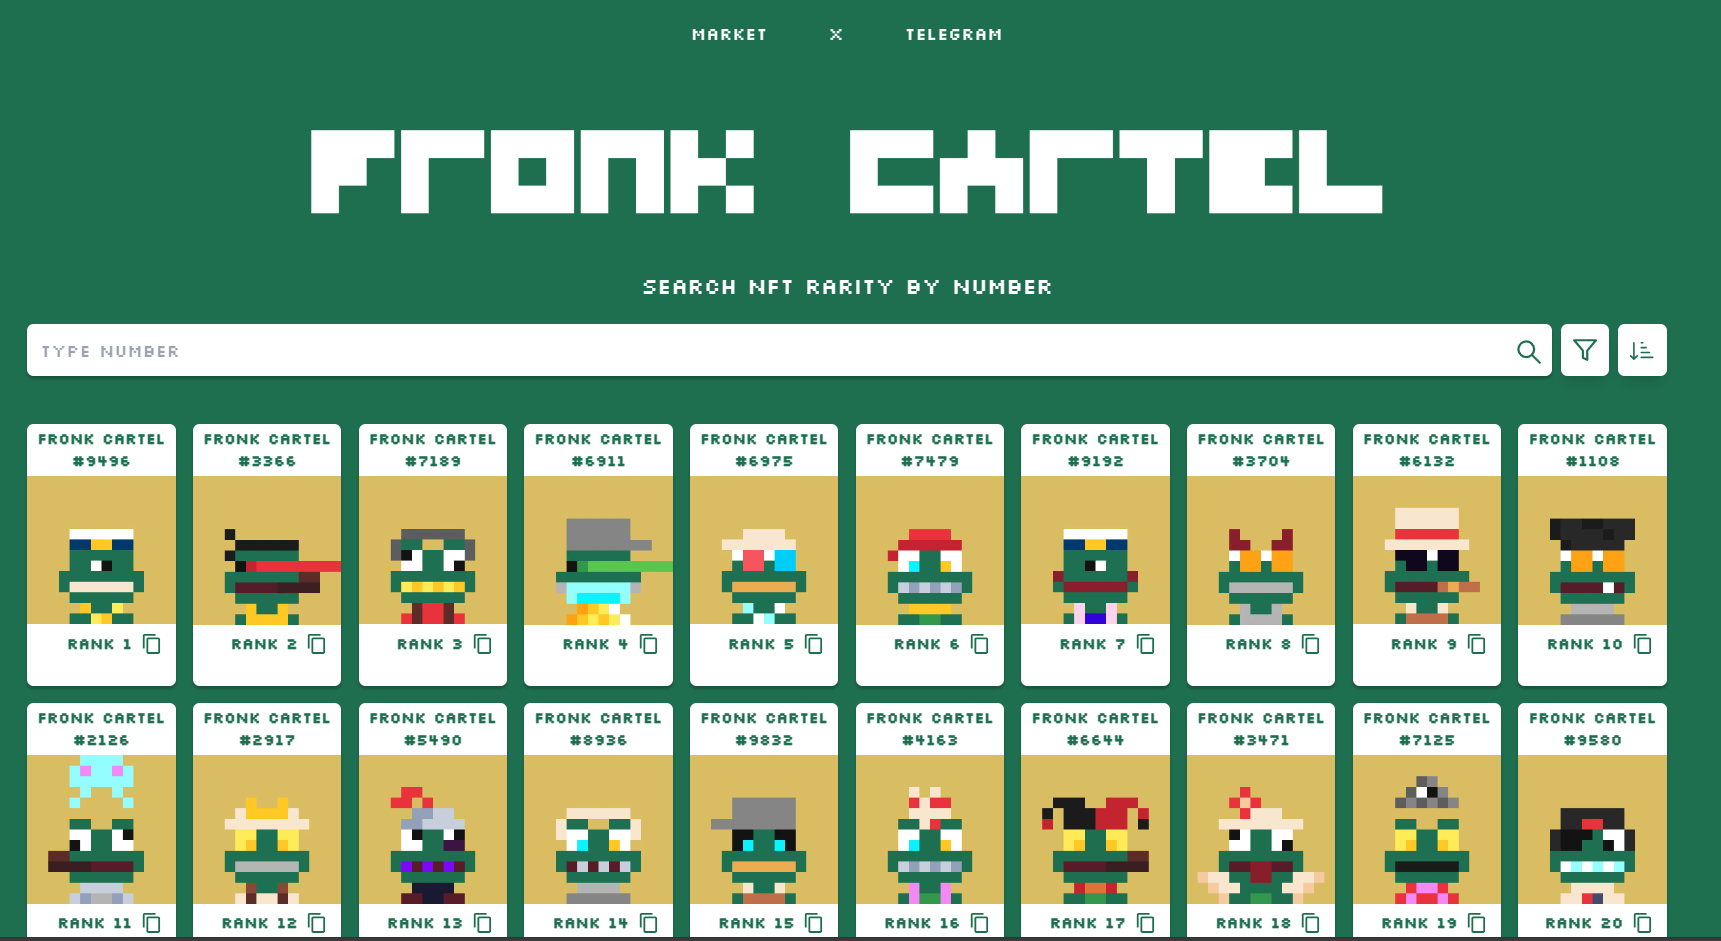 MARKET X TELEGRAM
FRONK CARTEL
SEARCH NFT RARITY BY NUMBER
TYPE NUMBER
FRONK CARTEL FRONK CARTEL FRONK CARTEL FRONK CARTEL FRONK CARTEL FRONK CARTEL FRONK CARTEL FRONK CARTEL FRONK CARTEL FRONK CARTEL
#9496 #3366 #7189 #6911 #6975 #7479 #9192 #3704 #6132 #1108
RANK 1 RANK 2 RANK 3 RANK 4 RANK 5 RANK 6 RANK 7 RANK 8 RANK 9 RANK 10
FRONK CARTEL FRONK CARTEL FRONK CARTEL FRONK CARTEL FRONK CARTEL FRONK CARTEL FRONK CARTEL FRONK CARTEL FRONK CARTEL FRONK CARTEL
#2126 #2917 #5490 #8936 #9832 #4163 #6644 #3471 #7125 #9580
RANK 11 RANK 12 RANK 13 RANK 14 RANK 15 RANK 16 RANK 17 RANK 18 RANK 19 RANK 20